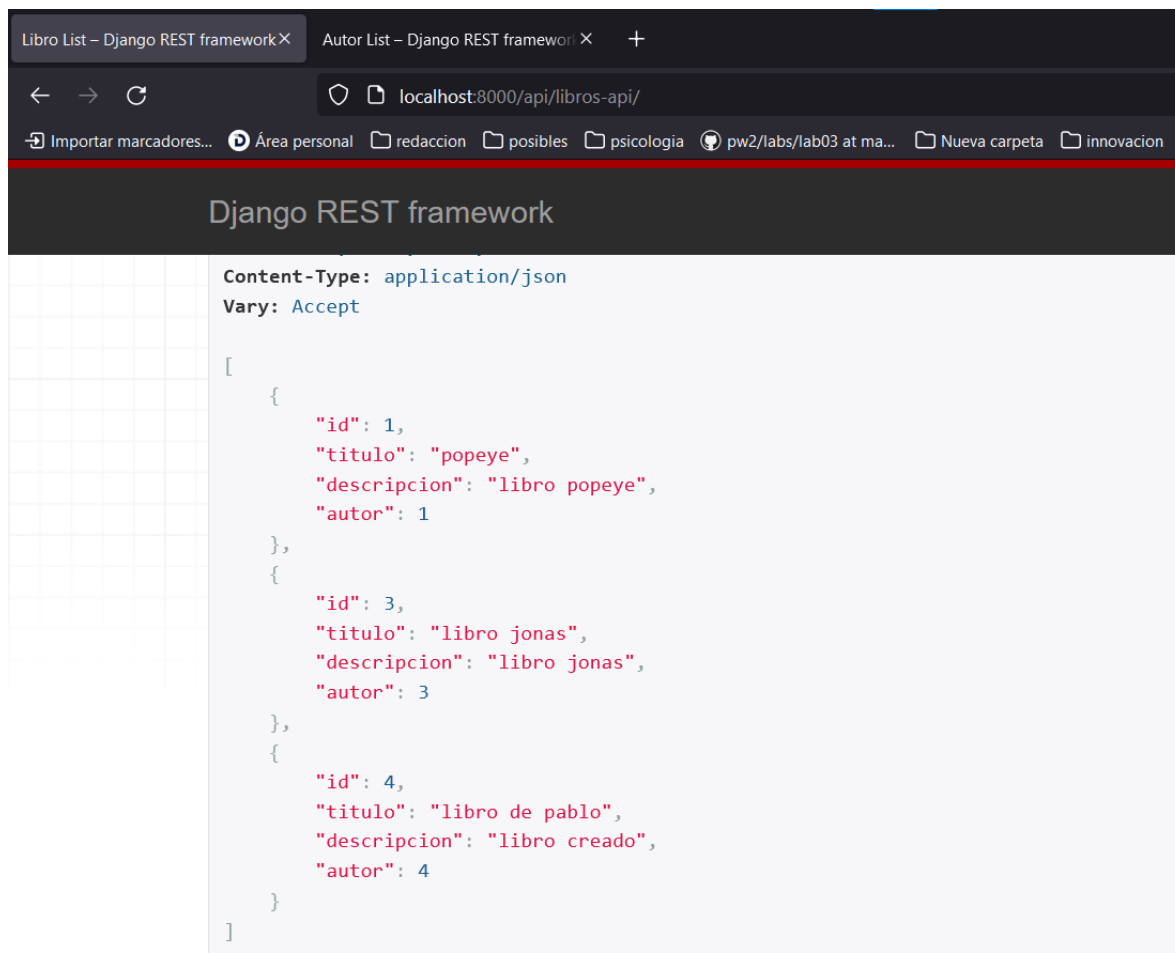 Libro List – Django REST framework
Autor List – Django REST framework
localhost:8000/api/libros-api/
Importar marcadores...
Área personal
redaccion
posibles
psicologia
pw2/labs/lab03 at ma...
Nueva carpeta
innovacion
Django REST framework
Content-Type: application/json
Vary: Accept
[
{
"id": 1,
"titulo": "popeye",
"descripcion": "libro popeye",
"autor": 1
},
{
"id": 3,
"titulo": "libro jonas",
"descripcion": "libro jonas",
"autor": 3
},
{
"id": 4,
"titulo": "libro de pablo",
"descripcion": "libro creado",
"autor": 4
}
]